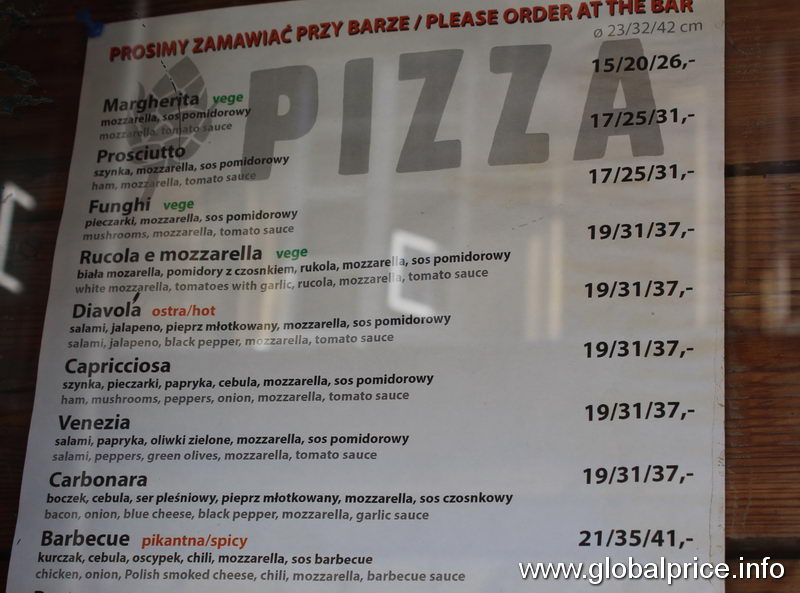 PROSIMY ZAMAWIAĆ PRZY BARZE / PLEASE ORDER AT THE BAR
ø 23/32/42 cm
PIZZA
Margherita vege 15/20/26,-
mozzarella, sos pomidorowy
mozzarella, tomato sauce
Prosciutto 17/25/31,-
szynka, mozzarella, sos pomidorowy
ham, mozzarella, tomato sauce
Funghi vege 17/25/31,-
pieczarki, mozzarella, sos pomidorowy
mushrooms, mozzarella, tomato sauce
Rucola e mozzarella vege 19/31/37,-
biała mozarella, pomidory z czosnkiem, rukola, mozzarella, sos pomidorowy
white mozzarella, tomatoes with garlic, rucola, mozzarella, tomato sauce
Diavola ostra/hot 19/31/37,-
salami, jalapeno, pieprz młotkowany, mozzarella, sos pomidorowy
salami, jalapeno, black pepper, mozzarella, tomato sauce
Capricciosa 19/31/37,-
szynka, pieczarki, papryka, cebula, mozzarella, sos pomidorowy
ham, mushrooms, peppers, onion, mozzarella, tomato sauce
Venezia 19/31/37,-
salami, papryka, oliwki zielone, mozzarella, sos pomidorowy
salami, peppers, green olives, mozzarella, tomato sauce
Carbonara 19/31/37,-
boczek, cebula, ser pleśniowy, pieprz młotkowany, mozzarella, sos czosnkowy
bacon, onion, blue cheese, black pepper, mozzarella, garlic sauce
Barbecue pikantna/spicy 21/35/41,-
kurczak, cebula, oscypek, chili, mozzarella, sos barbecue
chicken, onion, Polish smoked cheese, chili, mozzarella, barbecue sauce
www.globalprice.info